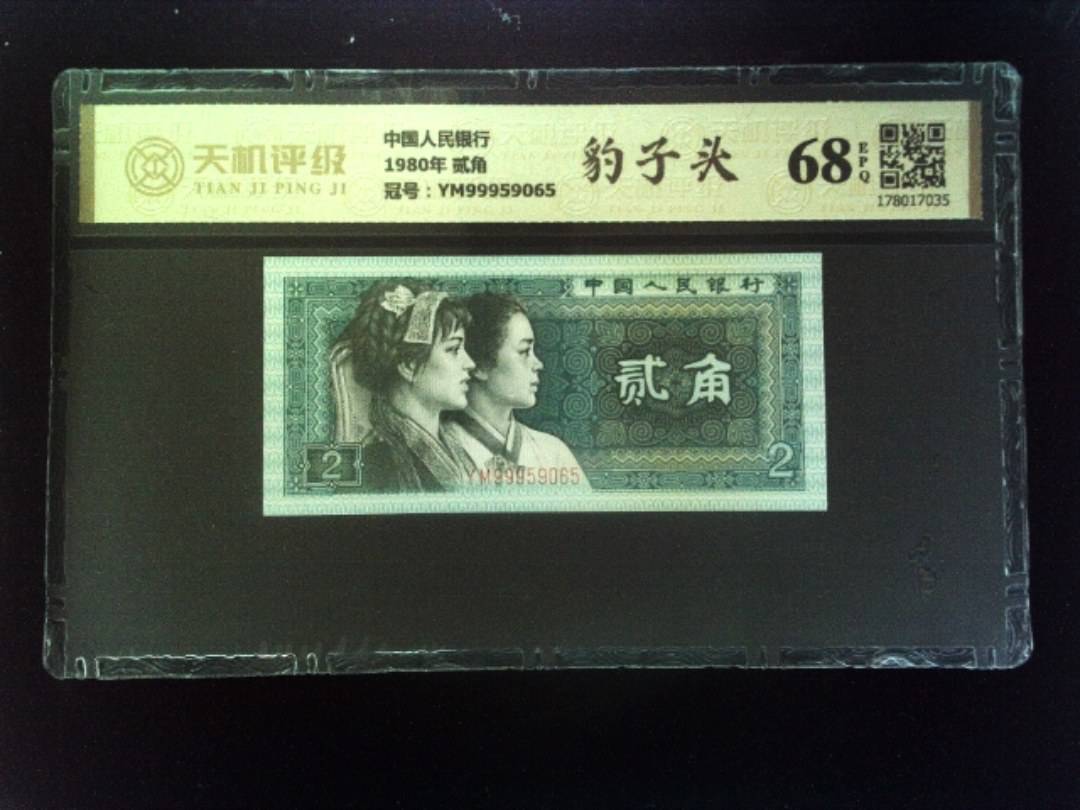 天机评级
TIAN JI PING JI
中国人民银行
1980年 贰角
冠号：YM99959065
豹子头
68 EPQ
178017035
中国人民银行
贰角
2
2
YM99959065